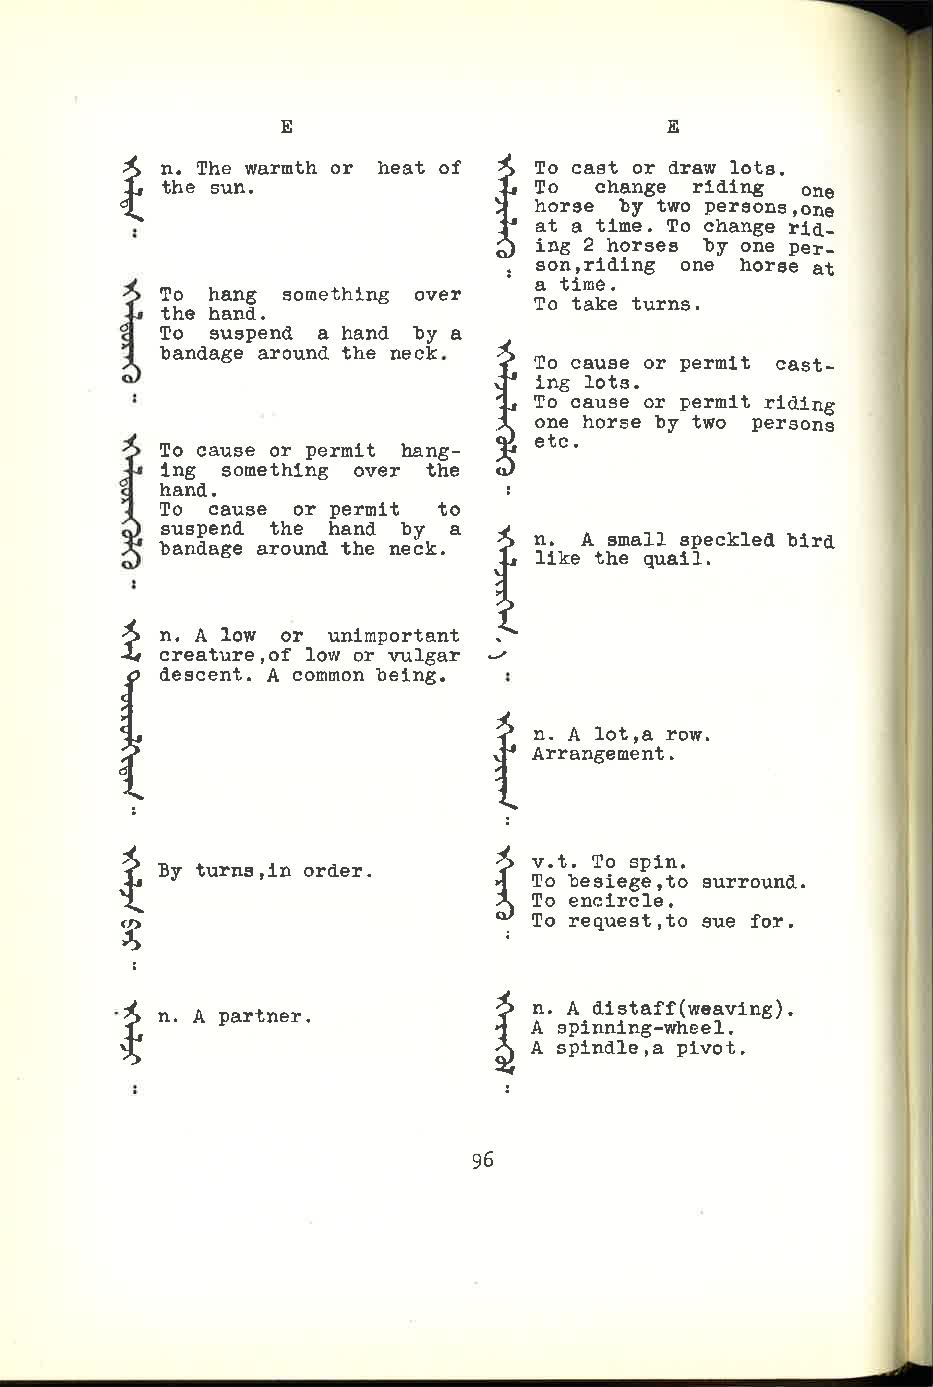 E
n. The warmth or heat of
the sun.
To hang something over
the hand.
To suspend a hand by a
bandage around the neck.
To cause or permit hang-
ing something over the
hand.
To cause or permit to
suspend the hand by a
bandage around the neck.
n. A low or unimportant
creature,of low or vulgar
descent. A common being.
By turns,in order.
n. A partner.
E
To cast or draw lots.
To change riding one
horse by two persons,one
at a time. To change rid-
ing 2 horses by one per-
son,riding one horse at
a time.
To take turns.
To cause or permit cast-
ing lots.
To cause or permit riding
one horse by two persons
etc.
n. A small speckled bird
like the quail.
n. A lot,a row.
Arrangement.
v.t. To spin.
To besiege,to surround.
To encircle.
To request,to sue for.
n. A distaff(weaving).
A spinning-wheel.
A spindle,a pivot.
96